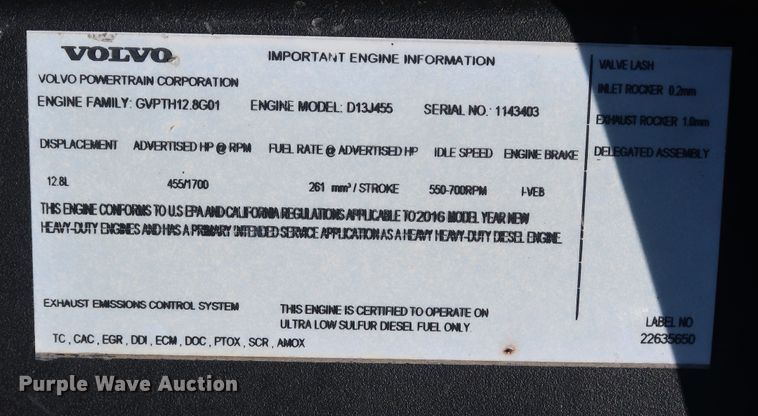 VOLVO IMPORTANT ENGINE INFORMATION
VOLVO POWERTRAIN CORPORATION
ENGINE FAMILY: GVPTH12.8G01 ENGINE MODEL: D13J455 SERIAL NO.: 1143403
DISPLACEMENT ADVERTISED HP @ RPM FUEL RATE @ ADVERTISED HP IDLE SPEED ENGINE BRAKE
12.8L 455/1700 261 mm³ / STROKE 550-700RPM I-VEB
THIS ENGINE CONFORMS TO U.S EPA AND CALIFORNIA REGULATIONS APPLICABLE TO 2016 MODEL YEAR NEW
HEAVY-DUTY ENGINES AND HAS A PRIMARY INTENDED SERVICE APPLICATION AS A HEAVY HEAVY-DUTY DIESEL ENGINE.
EXHAUST EMISSIONS CONTROL SYSTEM
TC , CAC , EGR , DDI , ECM , DOC , PTOX , SCR , AMOX
THIS ENGINE IS CERTIFIED TO OPERATE ON
ULTRA LOW SULFUR DIESEL FUEL ONLY.
VALVE LASH
INLET ROCKER 0.2mm
EXHAUST ROCKER 1.0mm
DELEGATED ASSEMBLY
LABEL NO
22635650
Purple Wave Auction